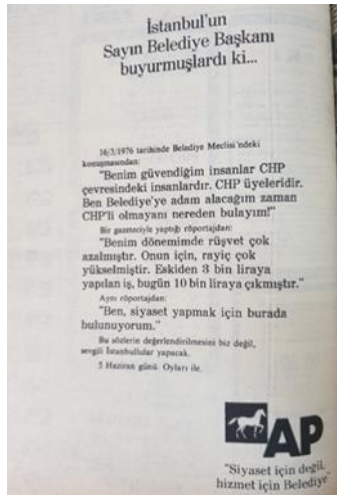 İstanbul'un
Sayın Belediye Başkanı
buyurmuşlardı ki...
16/3/1976 tarihinde Belediye Meclisi'ndeki
konuşmasından:
"Benim güvendiğim insanlar CHP
çevresindeki insanlardır. CHP üyeleridir.
Ben Belediye'ye adam alacağım zaman
CHP'li olmayanı nereden bulayım!"
Bir gazeteciyle yaptığı röportajdan:
"Benim dönemimde rüşvet çok
azalmıştır. Onun için, rayiç çok
yükselmiştir. Eskiden 3 bin liraya
yapılan iş, bugün 10 bin liraya çıkmıştır."
Aynı röportajdan:
"Ben, siyaset yapmak için burada
bulunuyorum."
Bu sözlerin değerlendirilmesini biz değil,
sevgili İstanbullular yapacak.
5 Haziran günü. Oyları ile.
AP
"Siyaset için değil,
hizmet için Belediye"